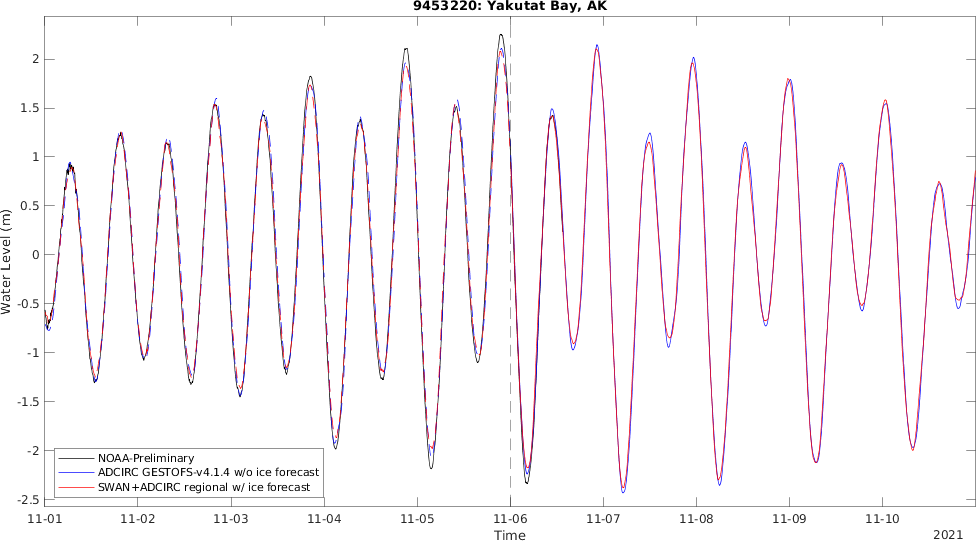 9453220: Yakutat Bay, AK
Water Level (m)
2
1.5
1
0.5
0
-0.5
-1
-1.5
-2
-2.5
NOAA-Preliminary
ADCIRC GESTOFS-v4.1.4 w/o ice forecast
SWAN+ADCIRC regional w/ ice forecast
11-01 11-02 11-03 11-04 11-05 11-06 11-07 11-08 11-09 11-10
Time
2021